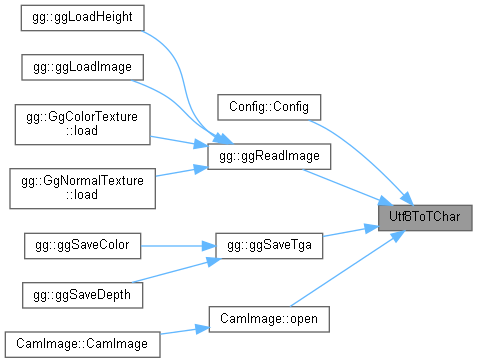 gg::ggLoadHeight
gg::ggLoadImage
gg::GgColorTexture
::load
gg::GgNormalTexture
::load
gg::ggSaveColor
gg::ggSaveDepth
CamImage::CamImage
Config::Config
gg::ggReadImage
gg::ggSaveTga
CamImage::open
Utf8ToTChar